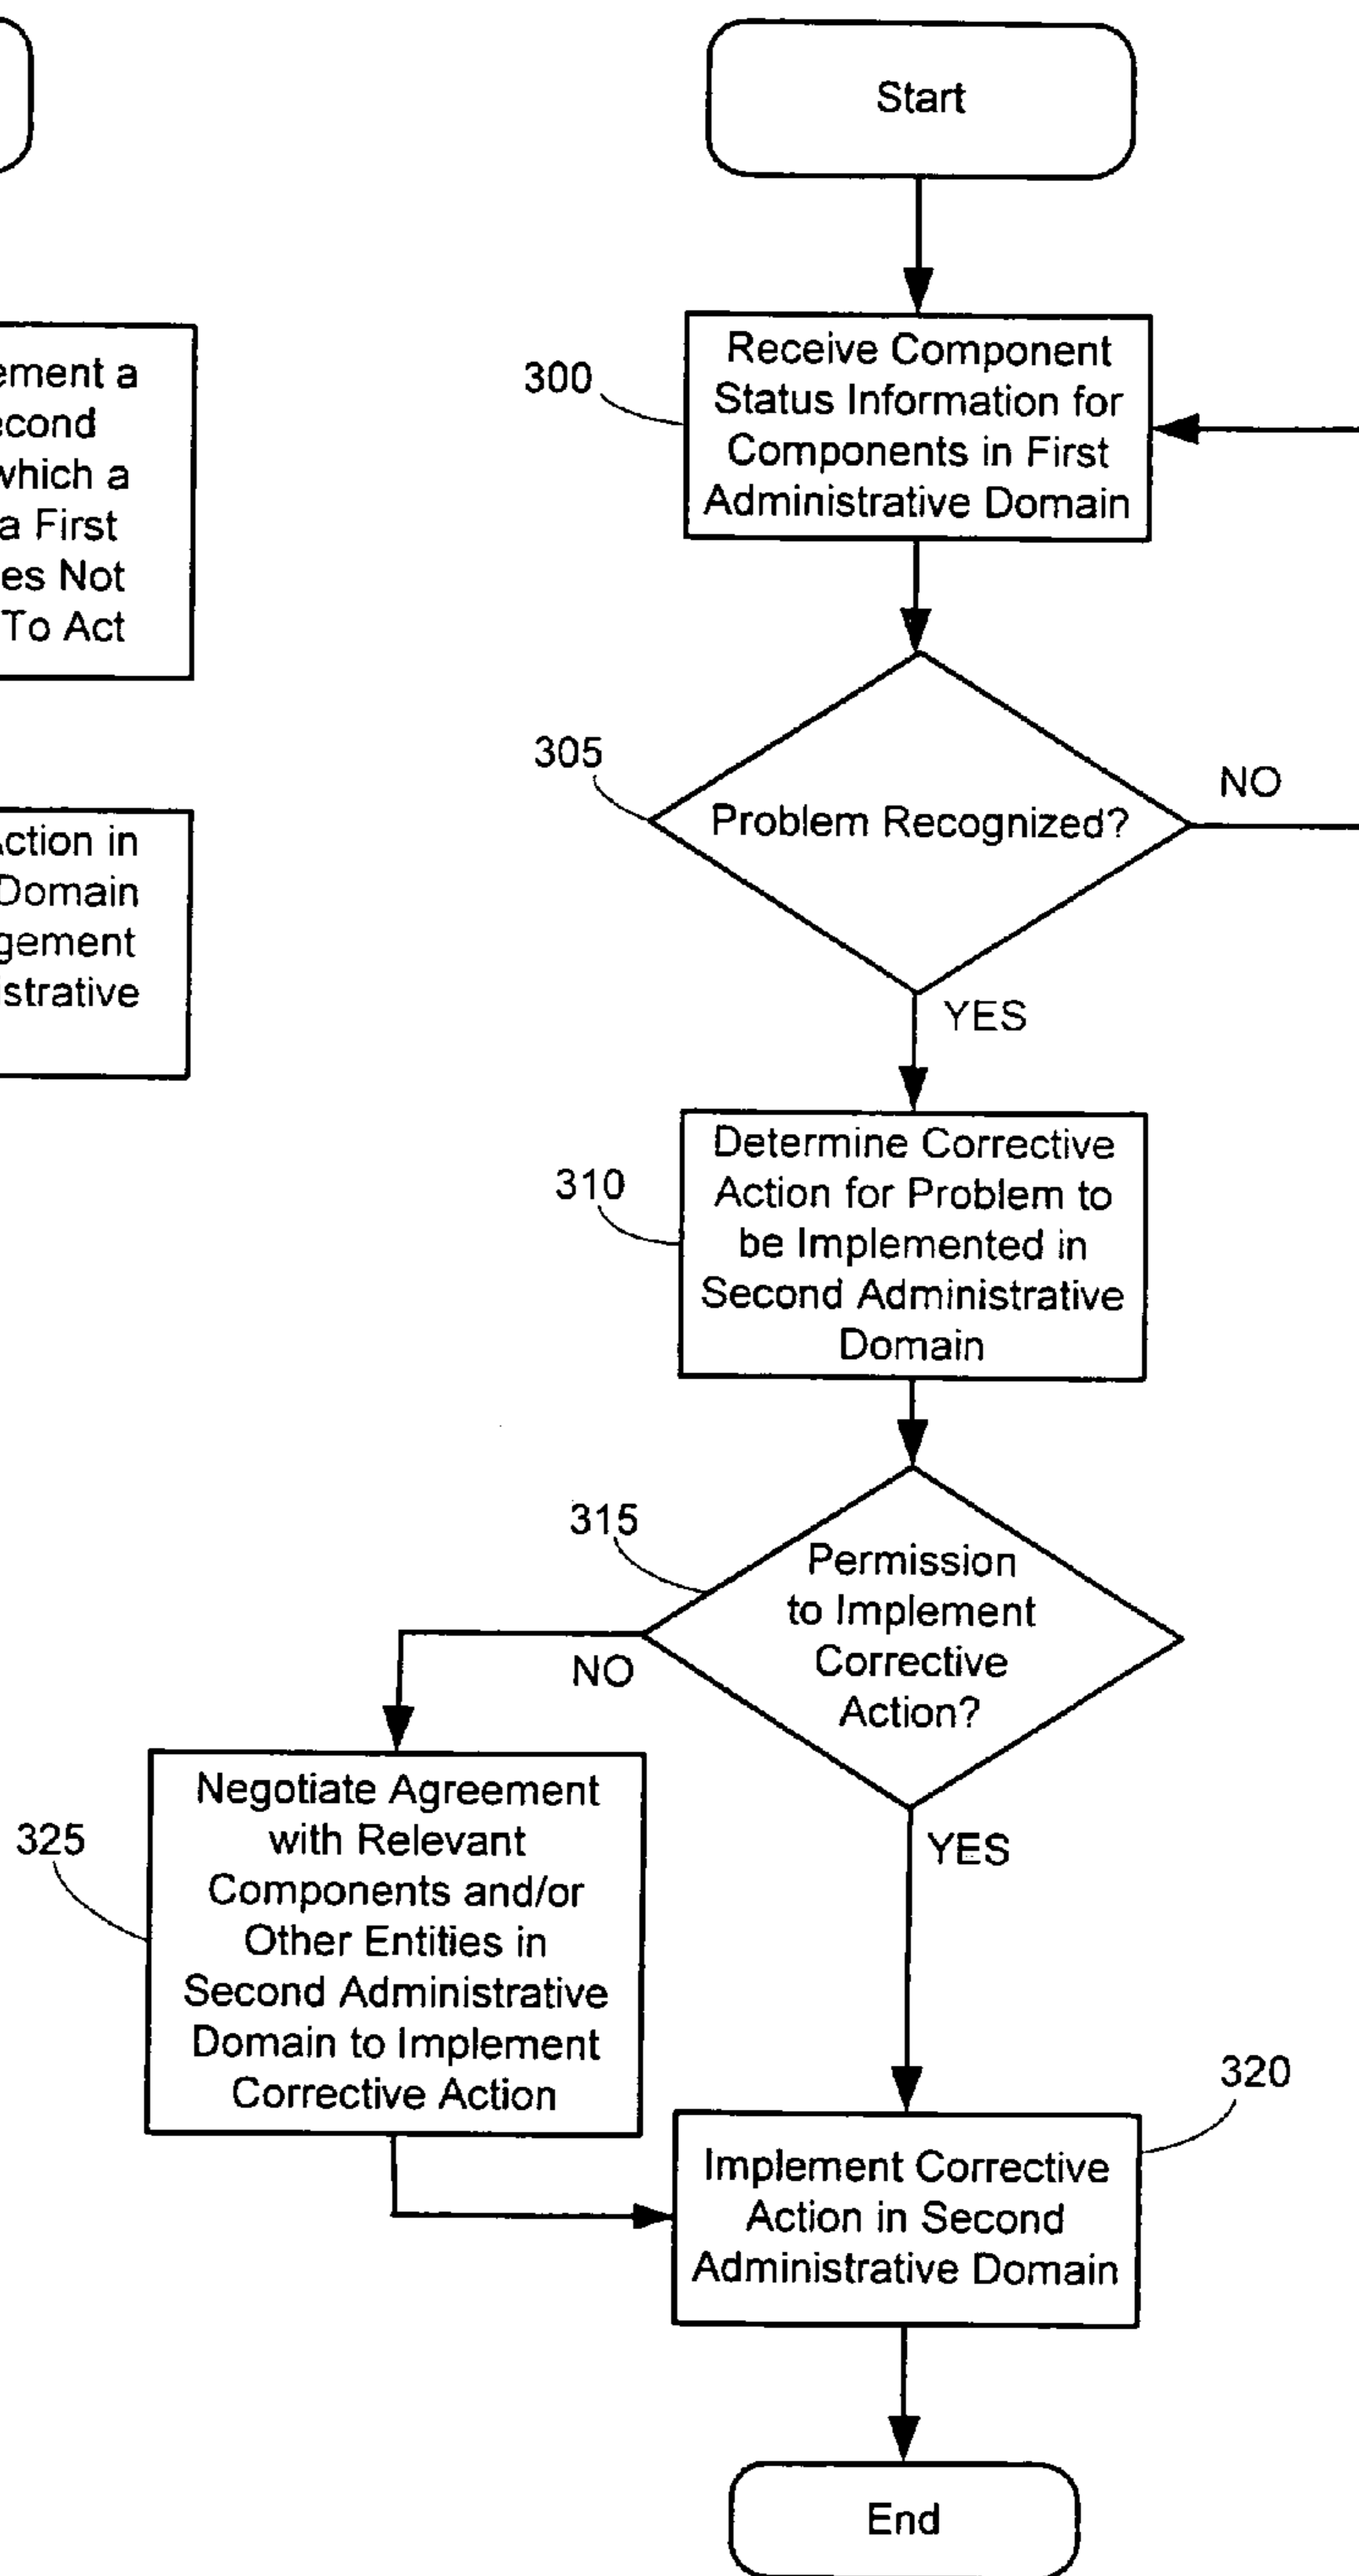 ement a
econd
which a
a First
es Not
To Act
Action in
Domain
gement
istrative
Start
300
Receive Component
Status Information for
Components in First
Administrative Domain
305
Problem Recognized?
NO
YES
310
Determine Corrective
Action for Problem to
be Implemented in
Second Administrative
Domain
315
Permission
to Implement
Corrective
Action?
NO
YES
325
Negotiate Agreement
with Relevant
Components and/or
Other Entities in
Second Administrative
Domain to Implement
Corrective Action
320
Implement Corrective
Action in Second
Administrative Domain
End